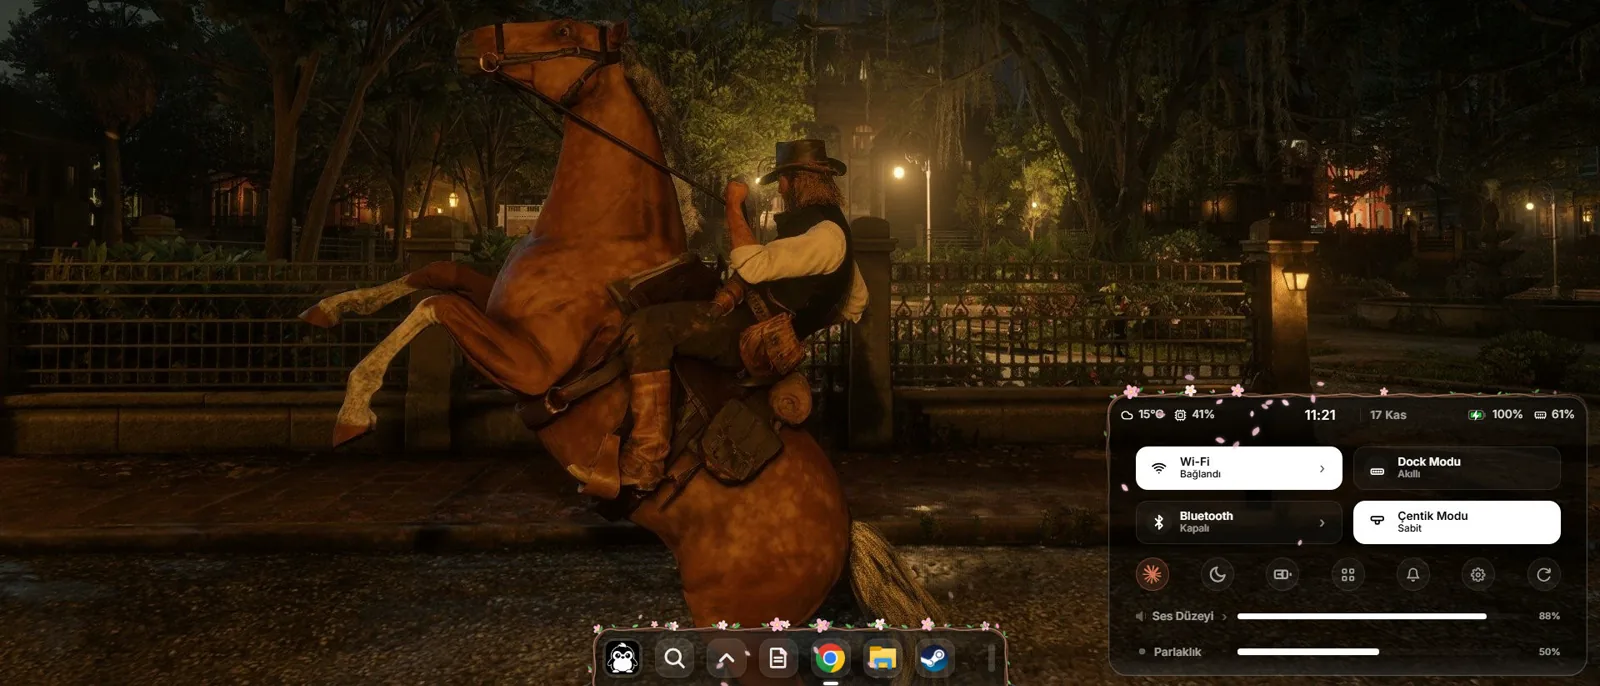 15°C 41% 11:21 17 Kas 100% 61%
Wi-Fi
Bağlandı
Dock Modu
Akıllı
Bluetooth
Kapalı
Çentik Modu
Sabit
Ses Düzeyi 88%
Parlaklık 50%